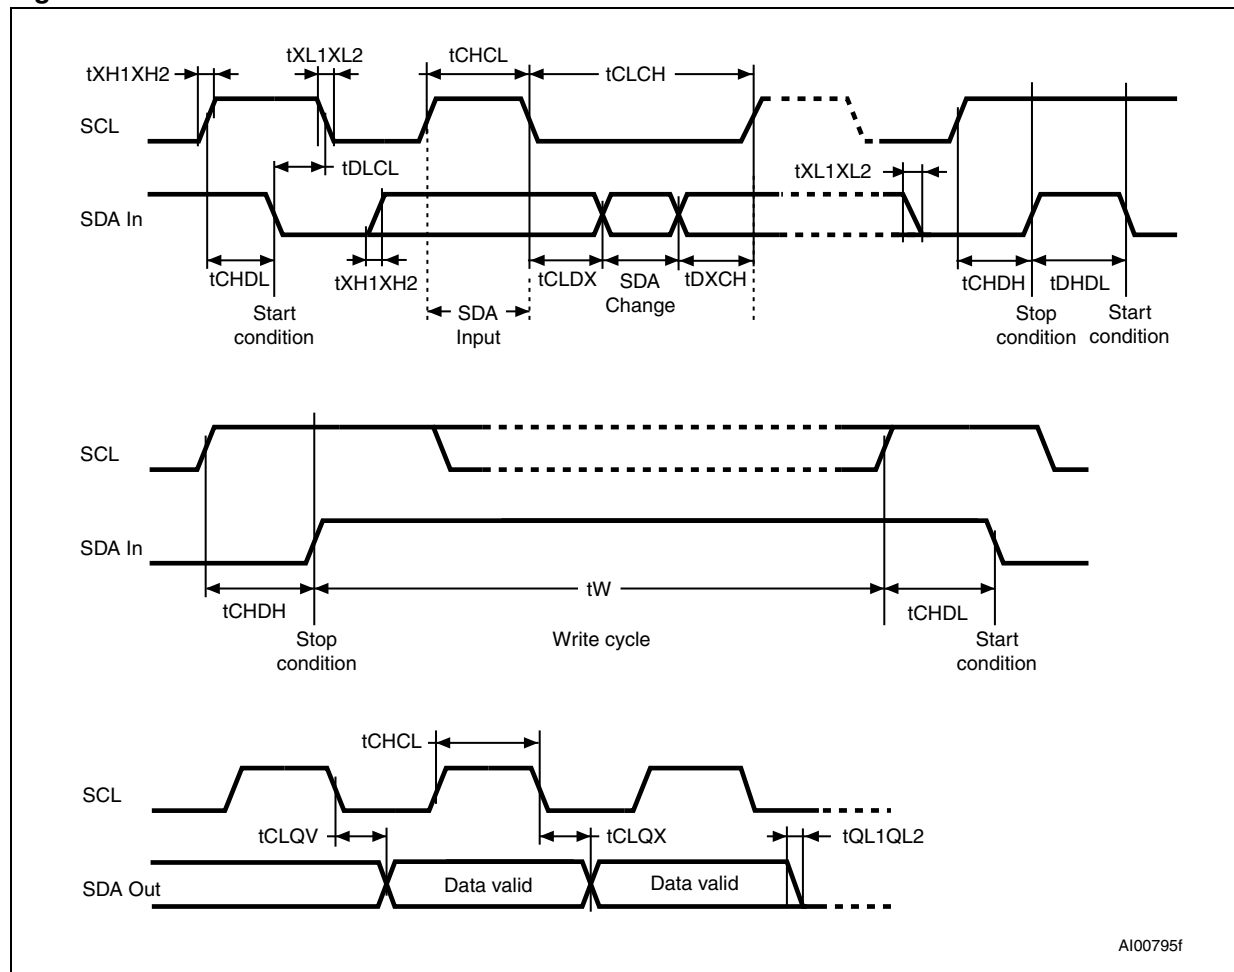 tXH1XH2
tXL1XL2
tCHCL
tCLCH
SCL
tDLCL
tXL1XL2
SDA In
tCHDL
tXH1XH2
tCLDX
SDA
Change
tDXCH
tCHDH
tDHDL
Start
condition
SDA
Input
Stop
condition
Start
condition
SCL
SDA In
tCHDH
tW
tCHDL
Stop
condition
Write cycle
Start
condition
tCHCL
SCL
tCLQV
tCLQX
tQL1QL2
SDA Out
Data valid
Data valid
AI00795f